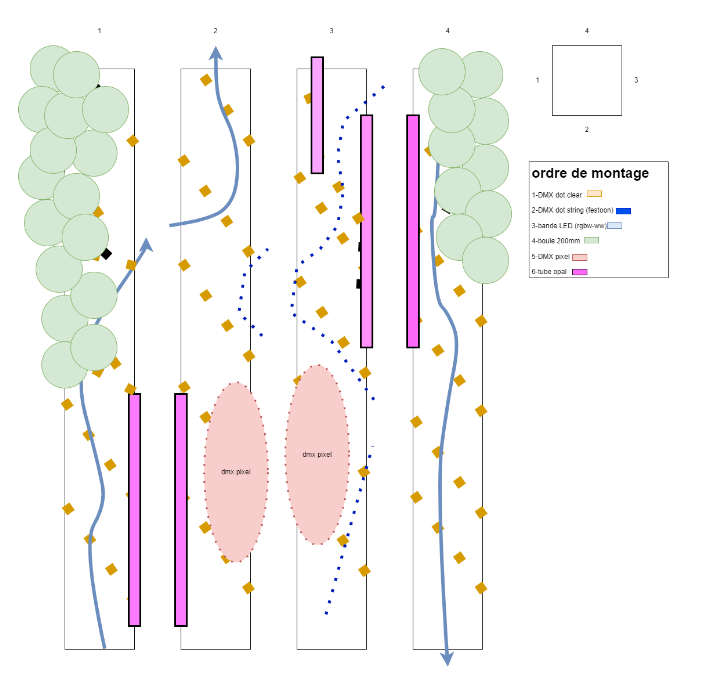 1
2
3
4
4
1
3
2
ordre de montage
1-DMX dot clear
2-DMX dot string (festoon)
3-bande LED (rgbw-ww)
4-boule 200mm
5-DMX pixel
6-tube opal
dmx pixel
dmx pixel